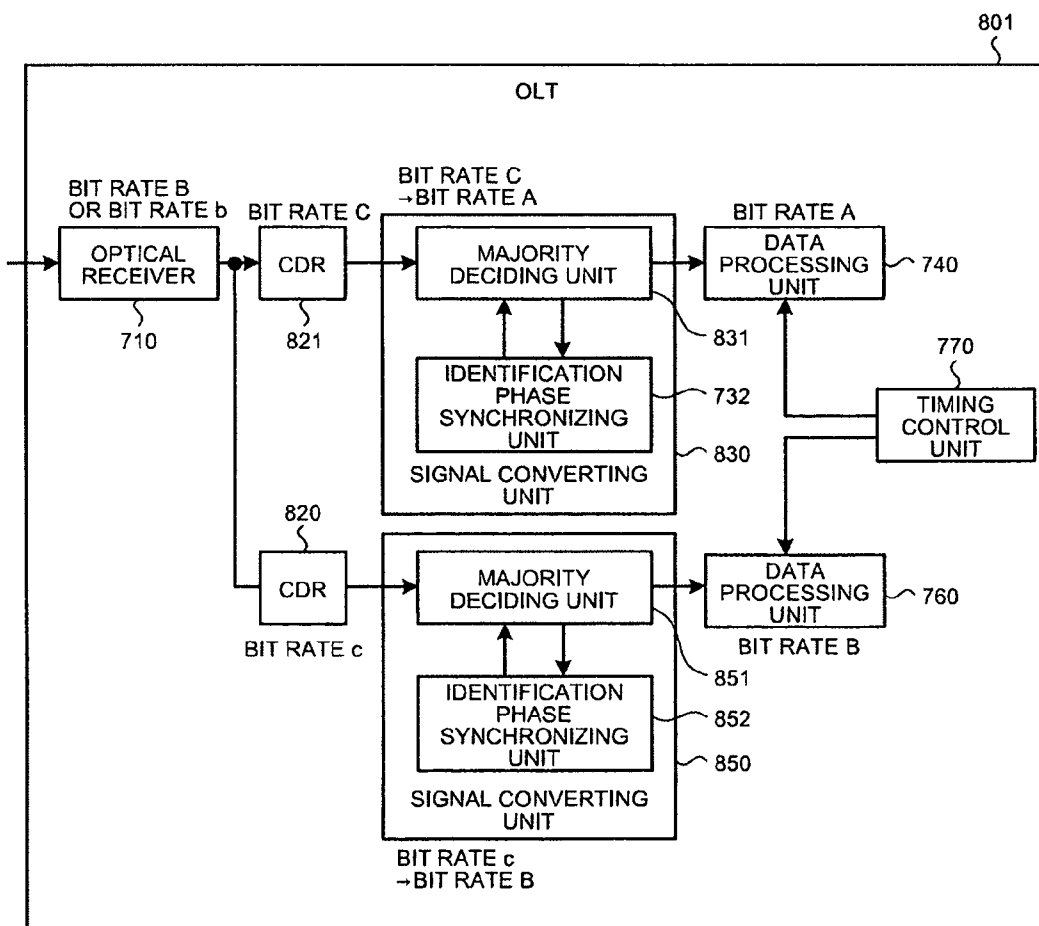 801
OLT
BIT RATE B
OR BIT RATE b
OPTICAL
RECEIVER
710
BIT RATE C
CDR
821
BIT RATE C
→BIT RATE A
MAJORITY
DECIDING UNIT
831
IDENTIFICATION
PHASE
SYNCHRONIZING
UNIT
732
830
SIGNAL CONVERTING
UNIT
BIT RATE A
DATA
PROCESSING
UNIT
740
770
TIMING
CONTROL
UNIT
820
CDR
BIT RATE c
MAJORITY
DECIDING UNIT
851
IDENTIFICATION
PHASE
SYNCHRONIZING
UNIT
852
850
SIGNAL CONVERTING
UNIT
BIT RATE c
→BIT RATE B
DATA
PROCESSING
UNIT
760
BIT RATE B